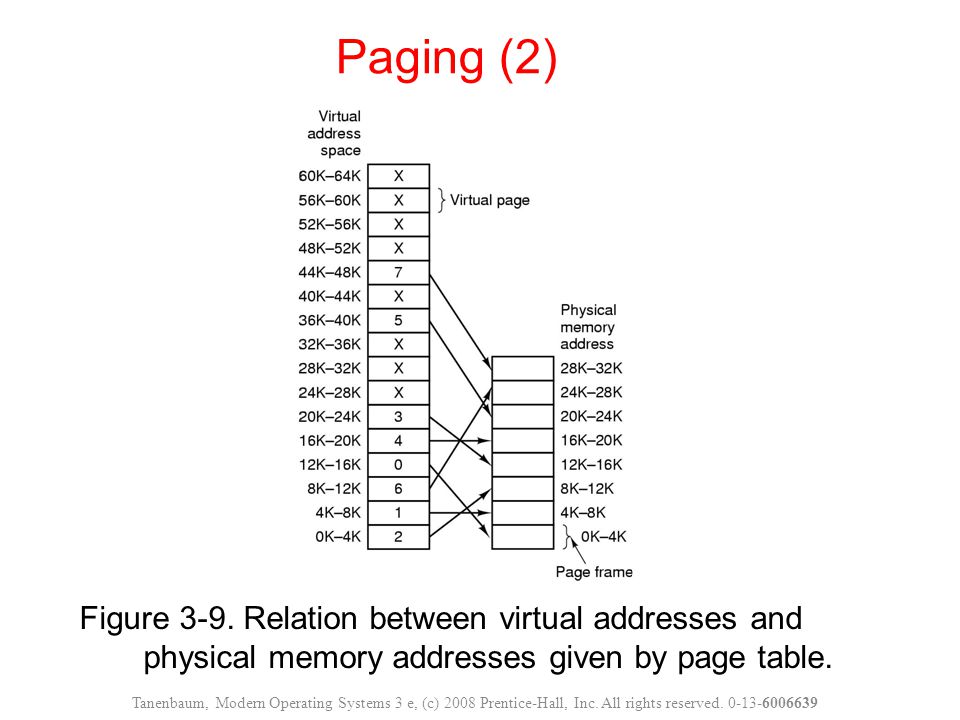 Paging (2)
Virtual
address
space
60K–64K X
56K–60K X
Virtual page
52K–56K X
48K–52K X
44K–48K 7
40K–44K X
36K–40K 5
32K–36K X
28K–32K X
24K–28K X
20K–24K 3
16K–20K 4
12K–16K 0
8K–12K 6
4K–8K 1
0K–4K 2
Physical
memory
address
28K–32K
24K–28K
20K–24K
16K–20K
12K–16K
8K–12K
4K–8K
0K–4K
Page frame
Figure 3-9. Relation between virtual addresses and
physical memory addresses given by page table.
Tanenbaum, Modern Operating Systems 3 e, (c) 2008 Prentice-Hall, Inc. All rights reserved. 0-13-6006639